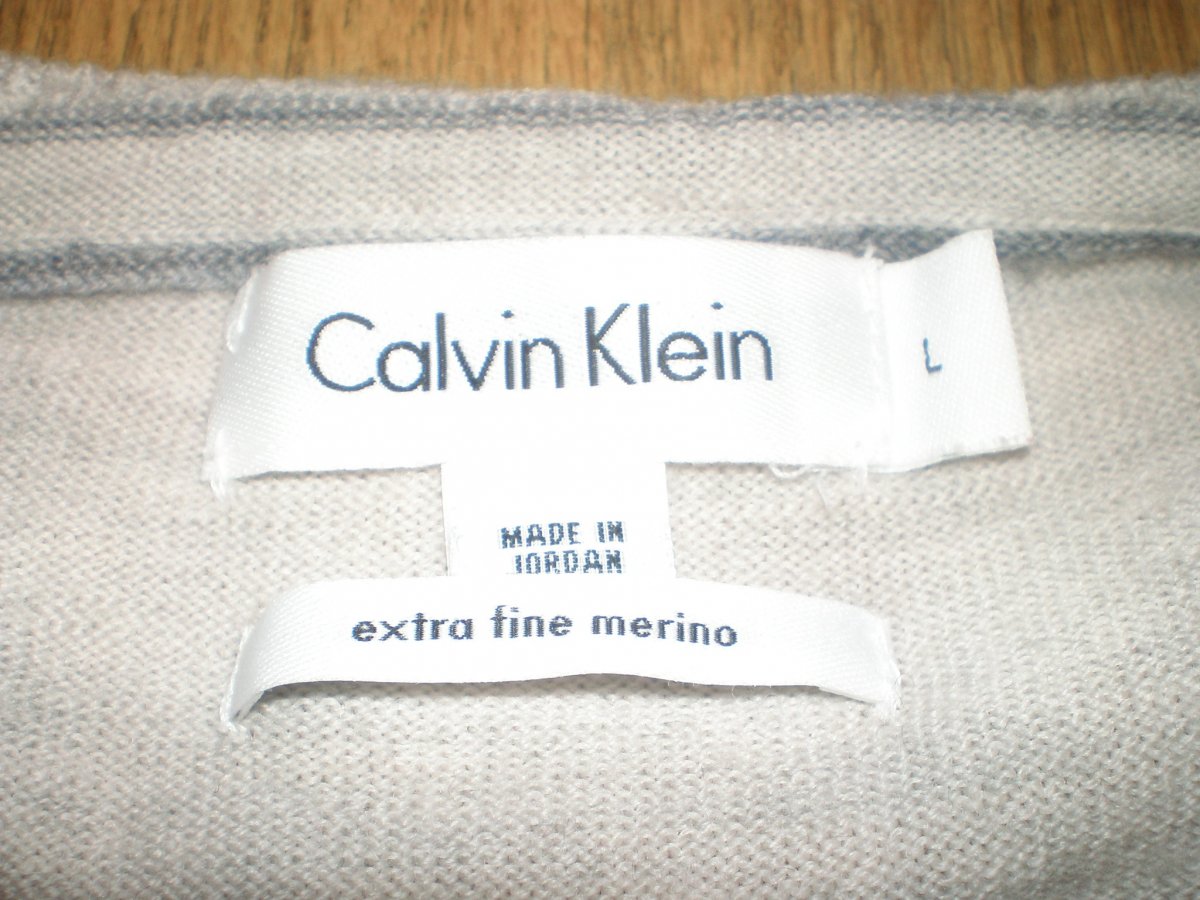 Calvin Klein
L
MADE IN
JORDAN
extra fine merino